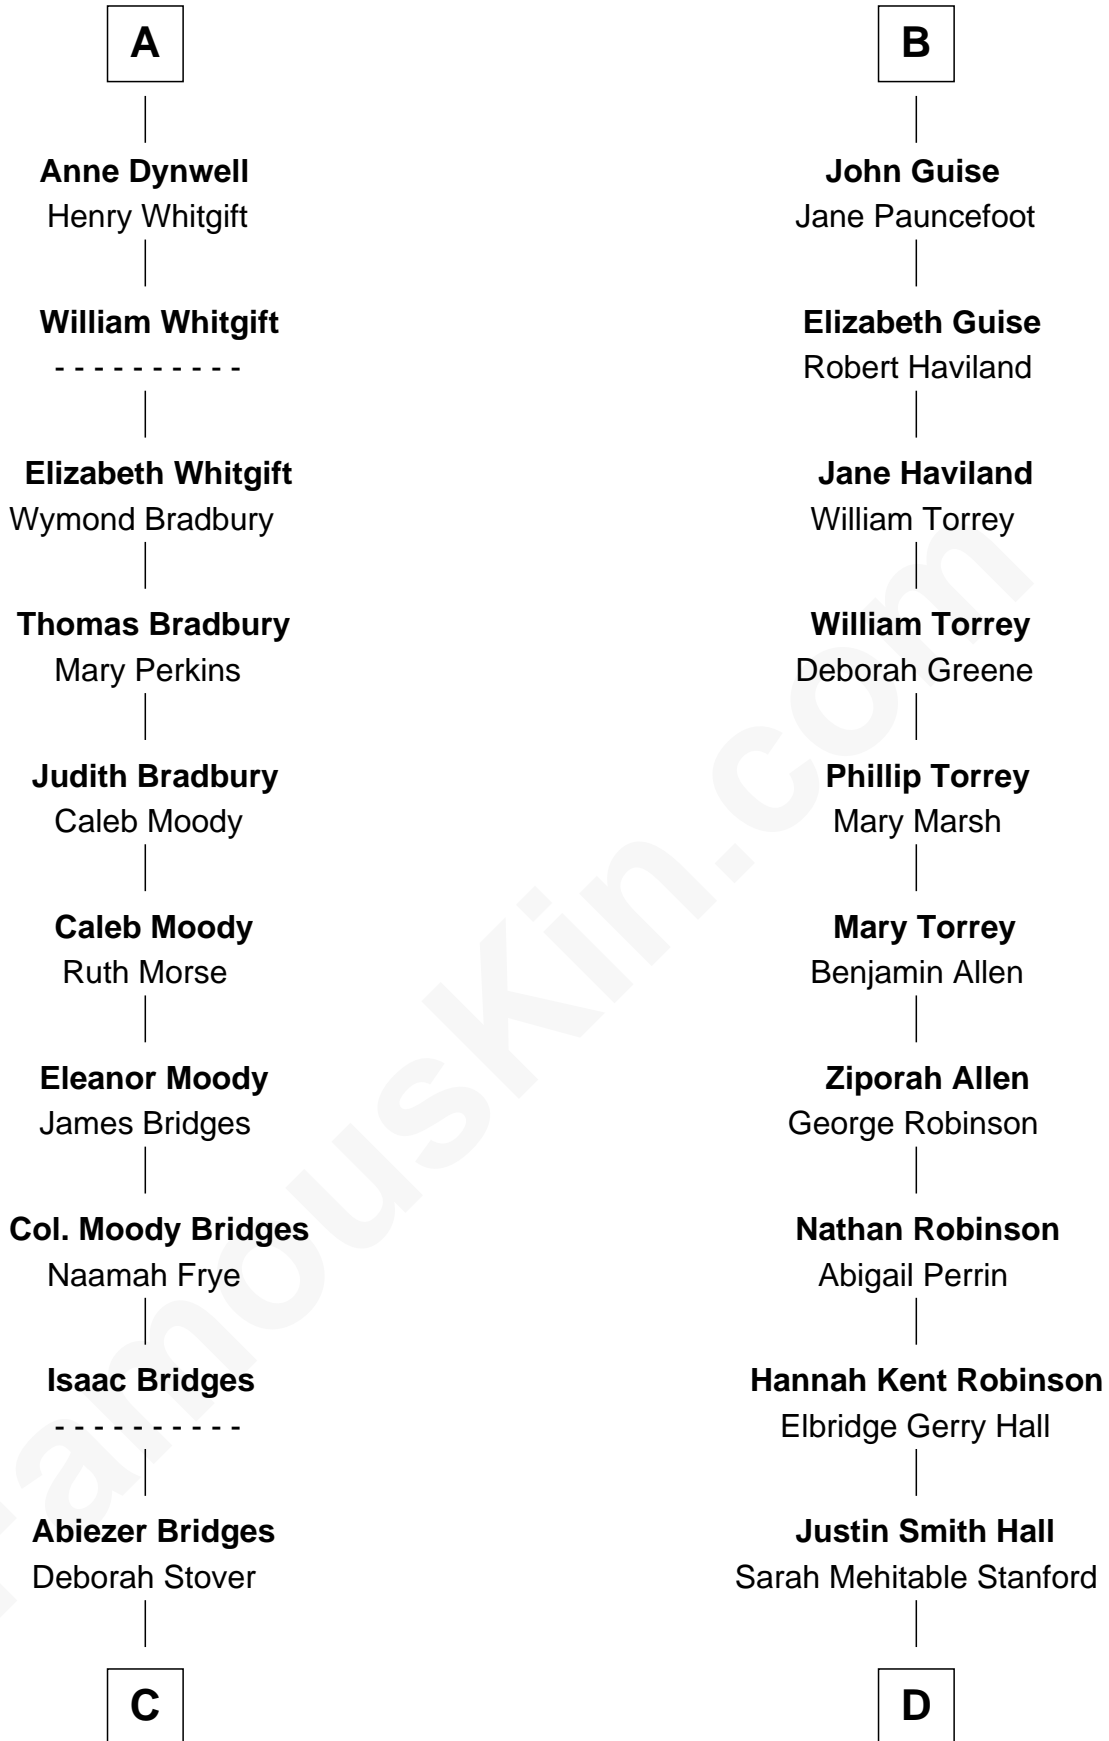 A
Anne Dynwell
Henry Whitgift
William Whitgift
- - - - - - - - - -
Elizabeth Whitgift
Wymond Bradbury
Thomas Bradbury
Mary Perkins
Judith Bradbury
Caleb Moody
Caleb Moody
Ruth Morse
Eleanor Moody
James Bridges
Col. Moody Bridges
Naamah Frye
Isaac Bridges
- - - - - - - - - -
Abiezer Bridges
Deborah Stover
C
B
John Guise
Jane Pauncefoot
Elizabeth Guise
Robert Haviland
Jane Haviland
William Torrey
William Torrey
Deborah Greene
Phillip Torrey
Mary Marsh
Mary Torrey
Benjamin Allen
Ziporah Allen
George Robinson
Nathan Robinson
Abigail Perrin
Hannah Kent Robinson
Elbridge Gerry Hall
Justin Smith Hall
Sarah Mehitable Stanford
D
FamousKin.com